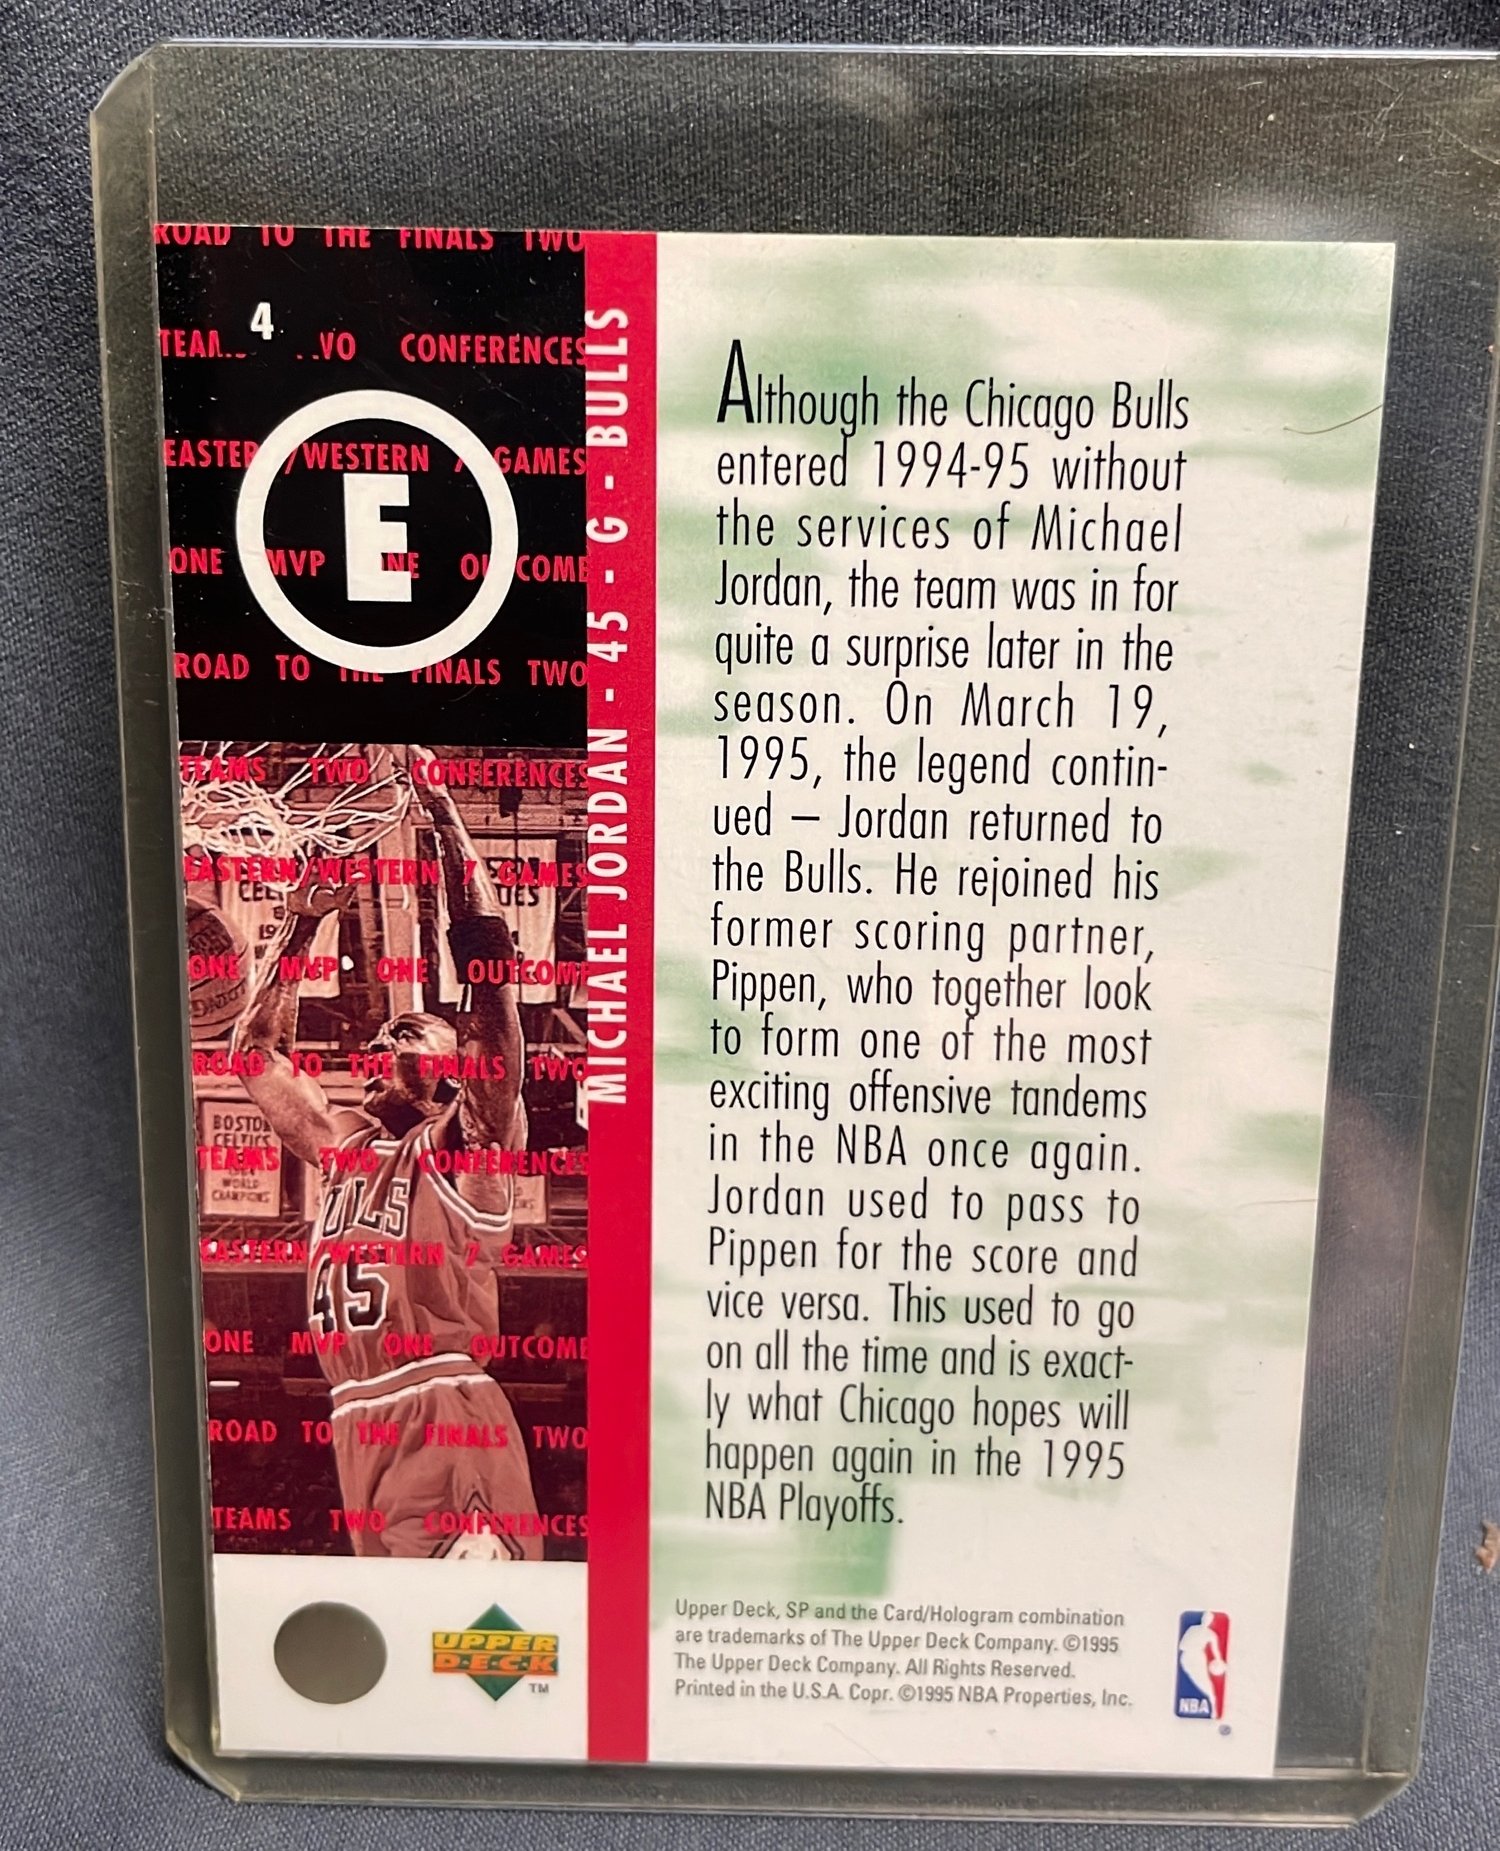 ROAD TO THE FINALS TWO
4
CONFERENCES
/WESTERN 7 GAMES
E
ONE MVP
ROAD TO THE FINALS TWO
TEAMS TWO CONFERENCES
EASTERN/WESTERN 7 GAMES
ONE MVP ONE OUTCOME
ROAD TO THE FINALS TWO
BOSTON
CELTICS
TEAMS TWO CONFERENCES
WORLD
CHAMPIONS
EASTERN/WESTERN 7 GAMES
45
ONE MVP ONE OUTCOME
ROAD TO THE FINALS TWO
TEAMS TWO CONFERENCES
MICHAEL JORDAN - 45 - G - BULLS
Although the Chicago Bulls
entered 1994-95 without
the services of Michael
Jordan, the team was in for
quite a surprise later in the
season. On March 19,
1995, the legend contin-
ued – Jordan returned to
the Bulls. He rejoined his
former scoring partner,
Pippen, who together look
to form one of the most
exciting offensive tandems
in the NBA once again.
Jordan used to pass to
Pippen for the score and
vice versa. This used to go
on all the time and is exact-
ly what Chicago hopes will
happen again in the 1995
NBA Playoffs.
UPPER
D·E·C·K
TM
Upper Deck, SP and the Card/Hologram combination
are trademarks of The Upper Deck Company. ©1995
The Upper Deck Company. All Rights Reserved.
Printed in the U.S.A. Copr. ©1995 NBA Properties, Inc.
NBA
®